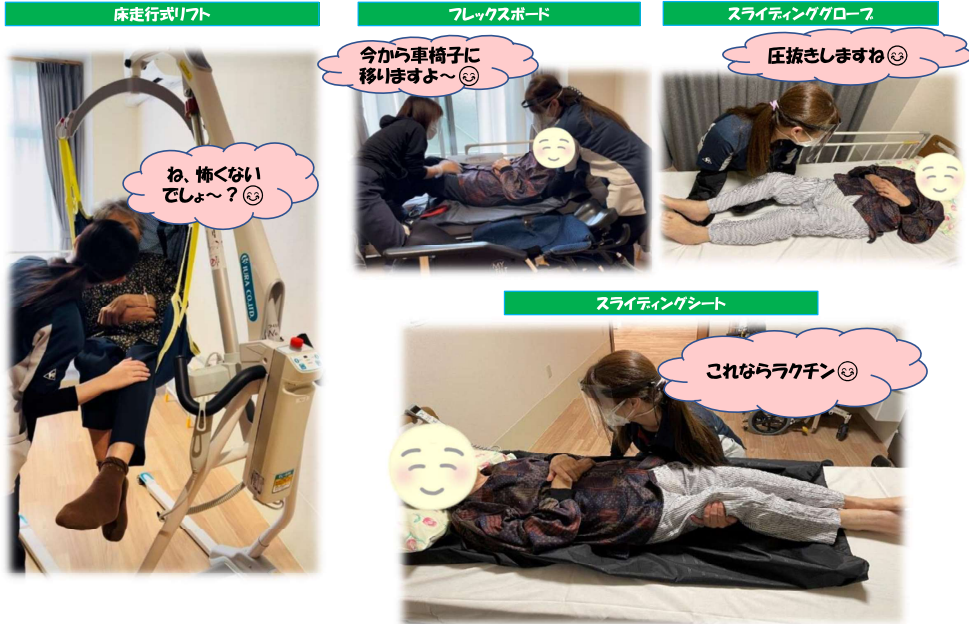 床走行式リフト
フレックスボード
スライディンググローブ
今から車椅子に
移りますよ～😊
圧抜きしますね😊
ね、怖くない
でしょ～？😊
スライディングシート
これならラクチン😊